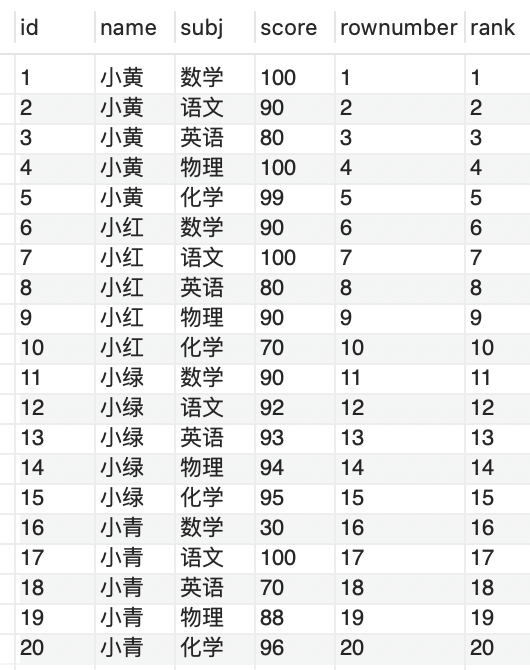 id name subj score rownumber rank
1 小黄 数学 100 1 1
2 小黄 语文 90 2 2
3 小黄 英语 80 3 3
4 小黄 物理 100 4 4
5 小黄 化学 99 5 5
6 小红 数学 90 6 6
7 小红 语文 100 7 7
8 小红 英语 80 8 8
9 小红 物理 90 9 9
10 小红 化学 70 10 10
11 小绿 数学 90 11 11
12 小绿 语文 92 12 12
13 小绿 英语 93 13 13
14 小绿 物理 94 14 14
15 小绿 化学 95 15 15
16 小青 数学 30 16 16
17 小青 语文 100 17 17
18 小青 英语 70 18 18
19 小青 物理 88 19 19
20 小青 化学 96 20 20